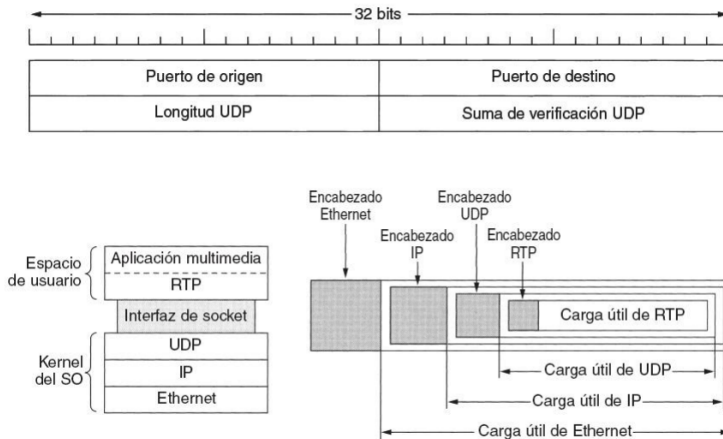 32 bits
Puerto de origen
Puerto de destino
Longitud UDP
Suma de verificación UDP
Espacio
de usuario
Aplicación multimedia
RTP
Interfaz de socket
Kernel
del SO
UDP
IP
Ethernet
Encabezado
Ethernet
Encabezado
IP
Encabezado
UDP
Encabezado
RTP
Carga útil de RTP
Carga útil de UDP
Carga útil de IP
Carga útil de Ethernet